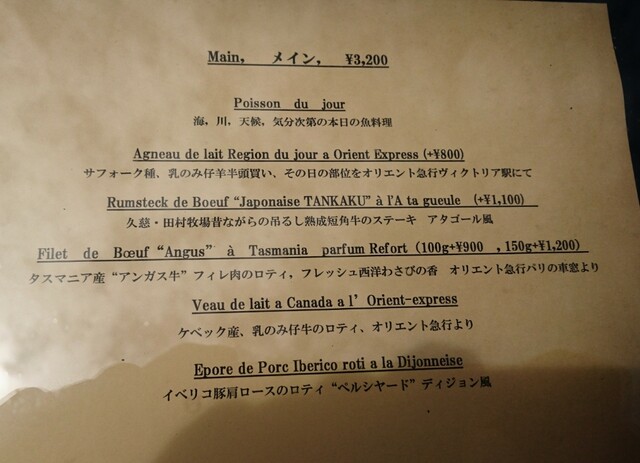 Main, メイン, ¥3,200
Poisson du jour
海，川，天候，気分次第の本日の魚料理
Agneau de lait Region du jour a Orient Express (+¥800)
サフォーク種、乳のみ仔羊半頭買い、その日の部位をオリエント急行ヴィクトリア駅にて
Rumsteck de Boeuf “Japonaise TANKAKU” à l'A ta gueule (+¥1,100)
久慈・田村牧場昔ながらの吊るし熟成短角牛のステーキ アタゴール風
Filet de Bœuf “Angus” à Tasmania parfum Refort (100g+¥900 , 150g+¥1,200)
タスマニア産“アンガス牛”フィレ肉のロティ，フレッシュ西洋わさびの香 オリエント急行パリの車窓より
Veau de lait a Canada a l' Orient-express
ケベック産、乳のみ仔牛のロティ、オリエント急行より
Epore de Porc Iberico roti a la Dijonneise
イベリコ豚肩ロースのロティ“ペルシヤード”ディジョン風